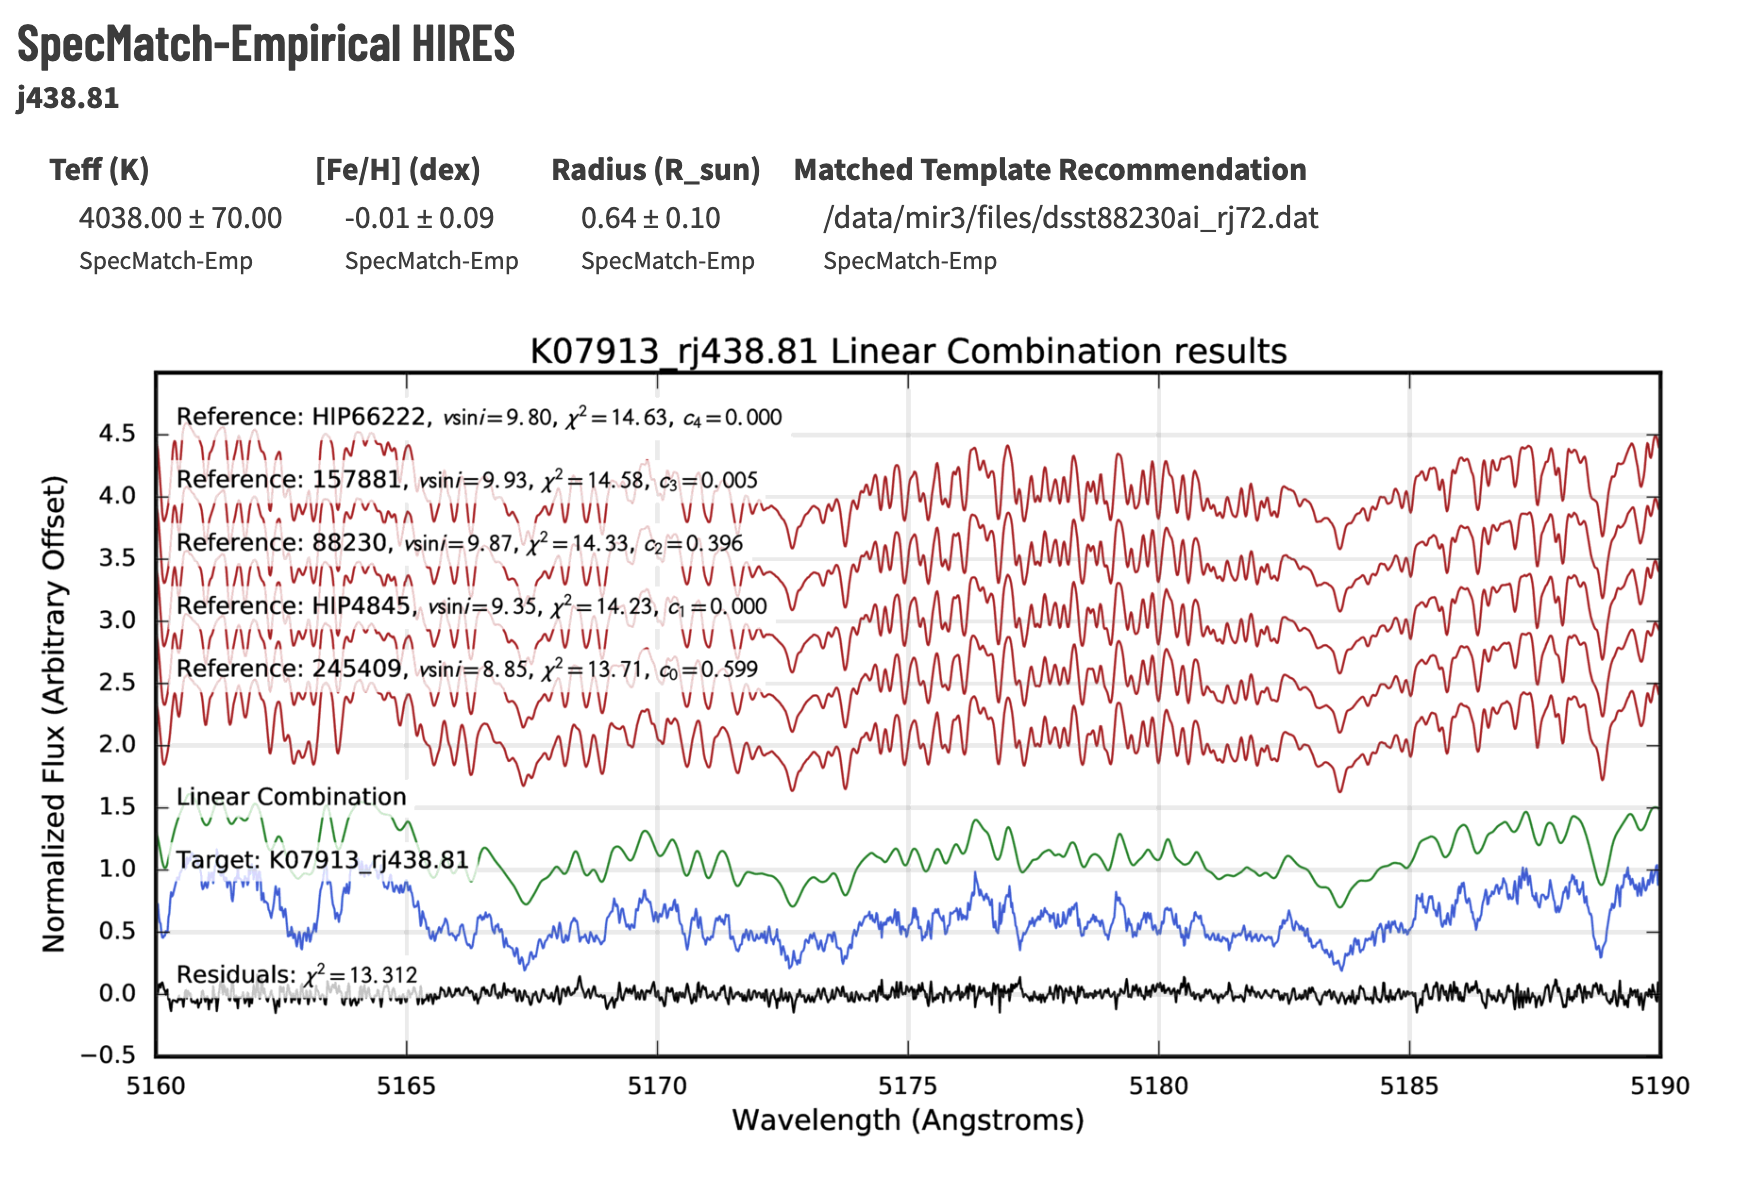 SpecMatch-Empirical HIRES
j438.81
Teff (K) [Fe/H] (dex) Radius (R_sun) Matched Template Recommendation
4038.00 ± 70.00 -0.01 ± 0.09 0.64 ± 0.10 /data/mir3/files/dsst88230ai_rj72.dat
SpecMatch-Emp SpecMatch-Emp SpecMatch-Emp SpecMatch-Emp
K07913_rj438.81 Linear Combination results
Normalized Flux (Arbitrary Offset)
Reference: HIP66222, vsini=9.80, χ²=14.63, c₄=0.000
4.5
Reference: 157881, vsini=9.93, χ²=14.58, c₃=0.005
4.0
Reference: 88230, vsini=9.87, χ²=14.33, c₂=0.396
3.5
Reference: HIP4845, vsini=9.35, χ²=14.23, c₁=0.000
3.0
Reference: 245409, vsini=8.85, χ²=13.71, c₀=0.599
2.5
2.0
Linear Combination
1.5
Target: K07913_rj438.81
1.0
0.5
Residuals: χ²=13.312
0.0
−0.5
5160 5165 5170 5175 5180 5185 5190
Wavelength (Angstroms)